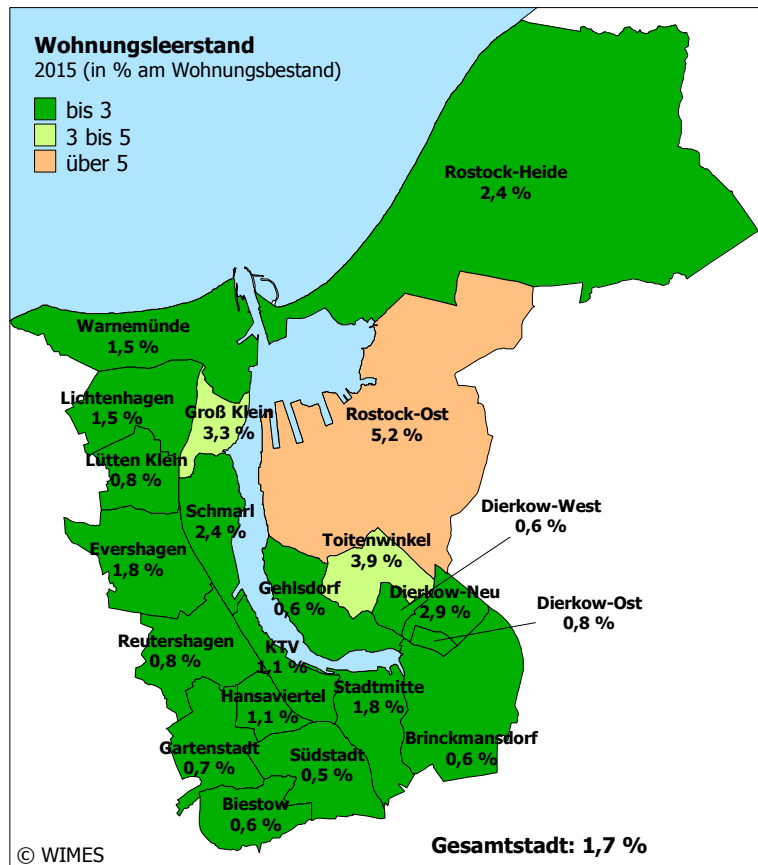 Wohnungsleerstand
2015 (in % am Wohnungsbestand)
bis 3
3 bis 5
über 5
Rostock-Heide
2,4 %
Warnemünde
1,5 %
Lichtenhagen
1,5 %
Groß Klein
3,3 %
Rostock-Ost
5,2 %
Lütten Klein
0,8 %
Schmarl
2,4 %
Dierkow-West
0,6 %
Evershagen
1,8 %
Toitenwinkel
3,9 %
Gehlsdorf
0,6 %
Dierkow-Neu
2,9 %
Dierkow-Ost
0,8 %
Reutershagen
0,8 %
KTV
1,1 %
Hansaviertel
1,1 %
Stadtmitte
1,8 %
Gartenstadt
0,7 %
Südstadt
0,5 %
Brinckmansdorf
0,6 %
Biestow
0,6 %
Gesamtstadt: 1,7 %
© WIMES